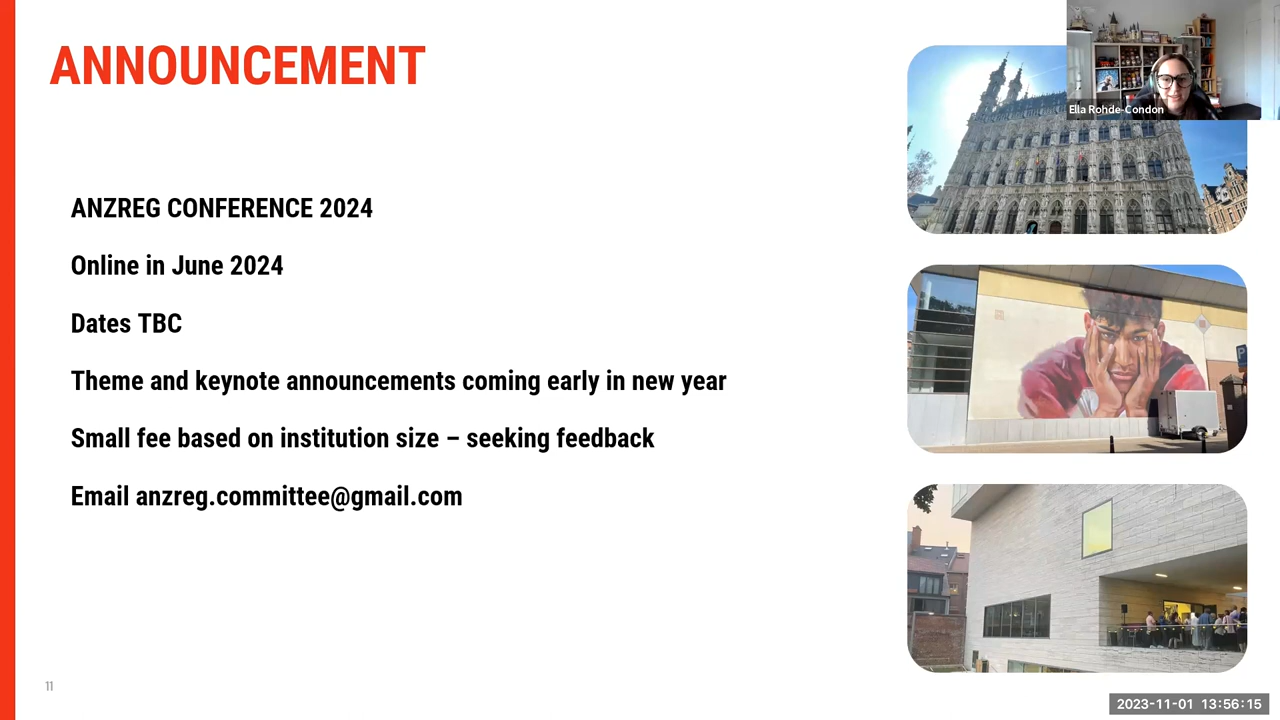 ANNOUNCEMENT
Ella Rohde-Condon
ANZREG CONFERENCE 2024
Online in June 2024
Dates TBC
Theme and keynote announcements coming early in new year
Small fee based on institution size – seeking feedback
Email anzreg.committee@gmail.com
P
11
2023-11-01 13:56:15